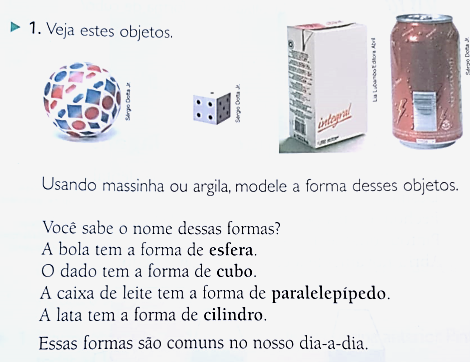 1. Veja estes objetos.
Sérgio Dotta Jr.
Sérgio Dotta Jr.
integral
Lia Lubambo/Editora Abril
Sérgio Dotta Jr.
Usando massinha ou argila, modele a forma desses objetos.
Você sabe o nome dessas formas?
A bola tem a forma de esfera.
O dado tem a forma de cubo.
A caixa de leite tem a forma de paralelepípedo.
A lata tem a forma de cilindro.
Essas formas são comuns no nosso dia-a-dia.